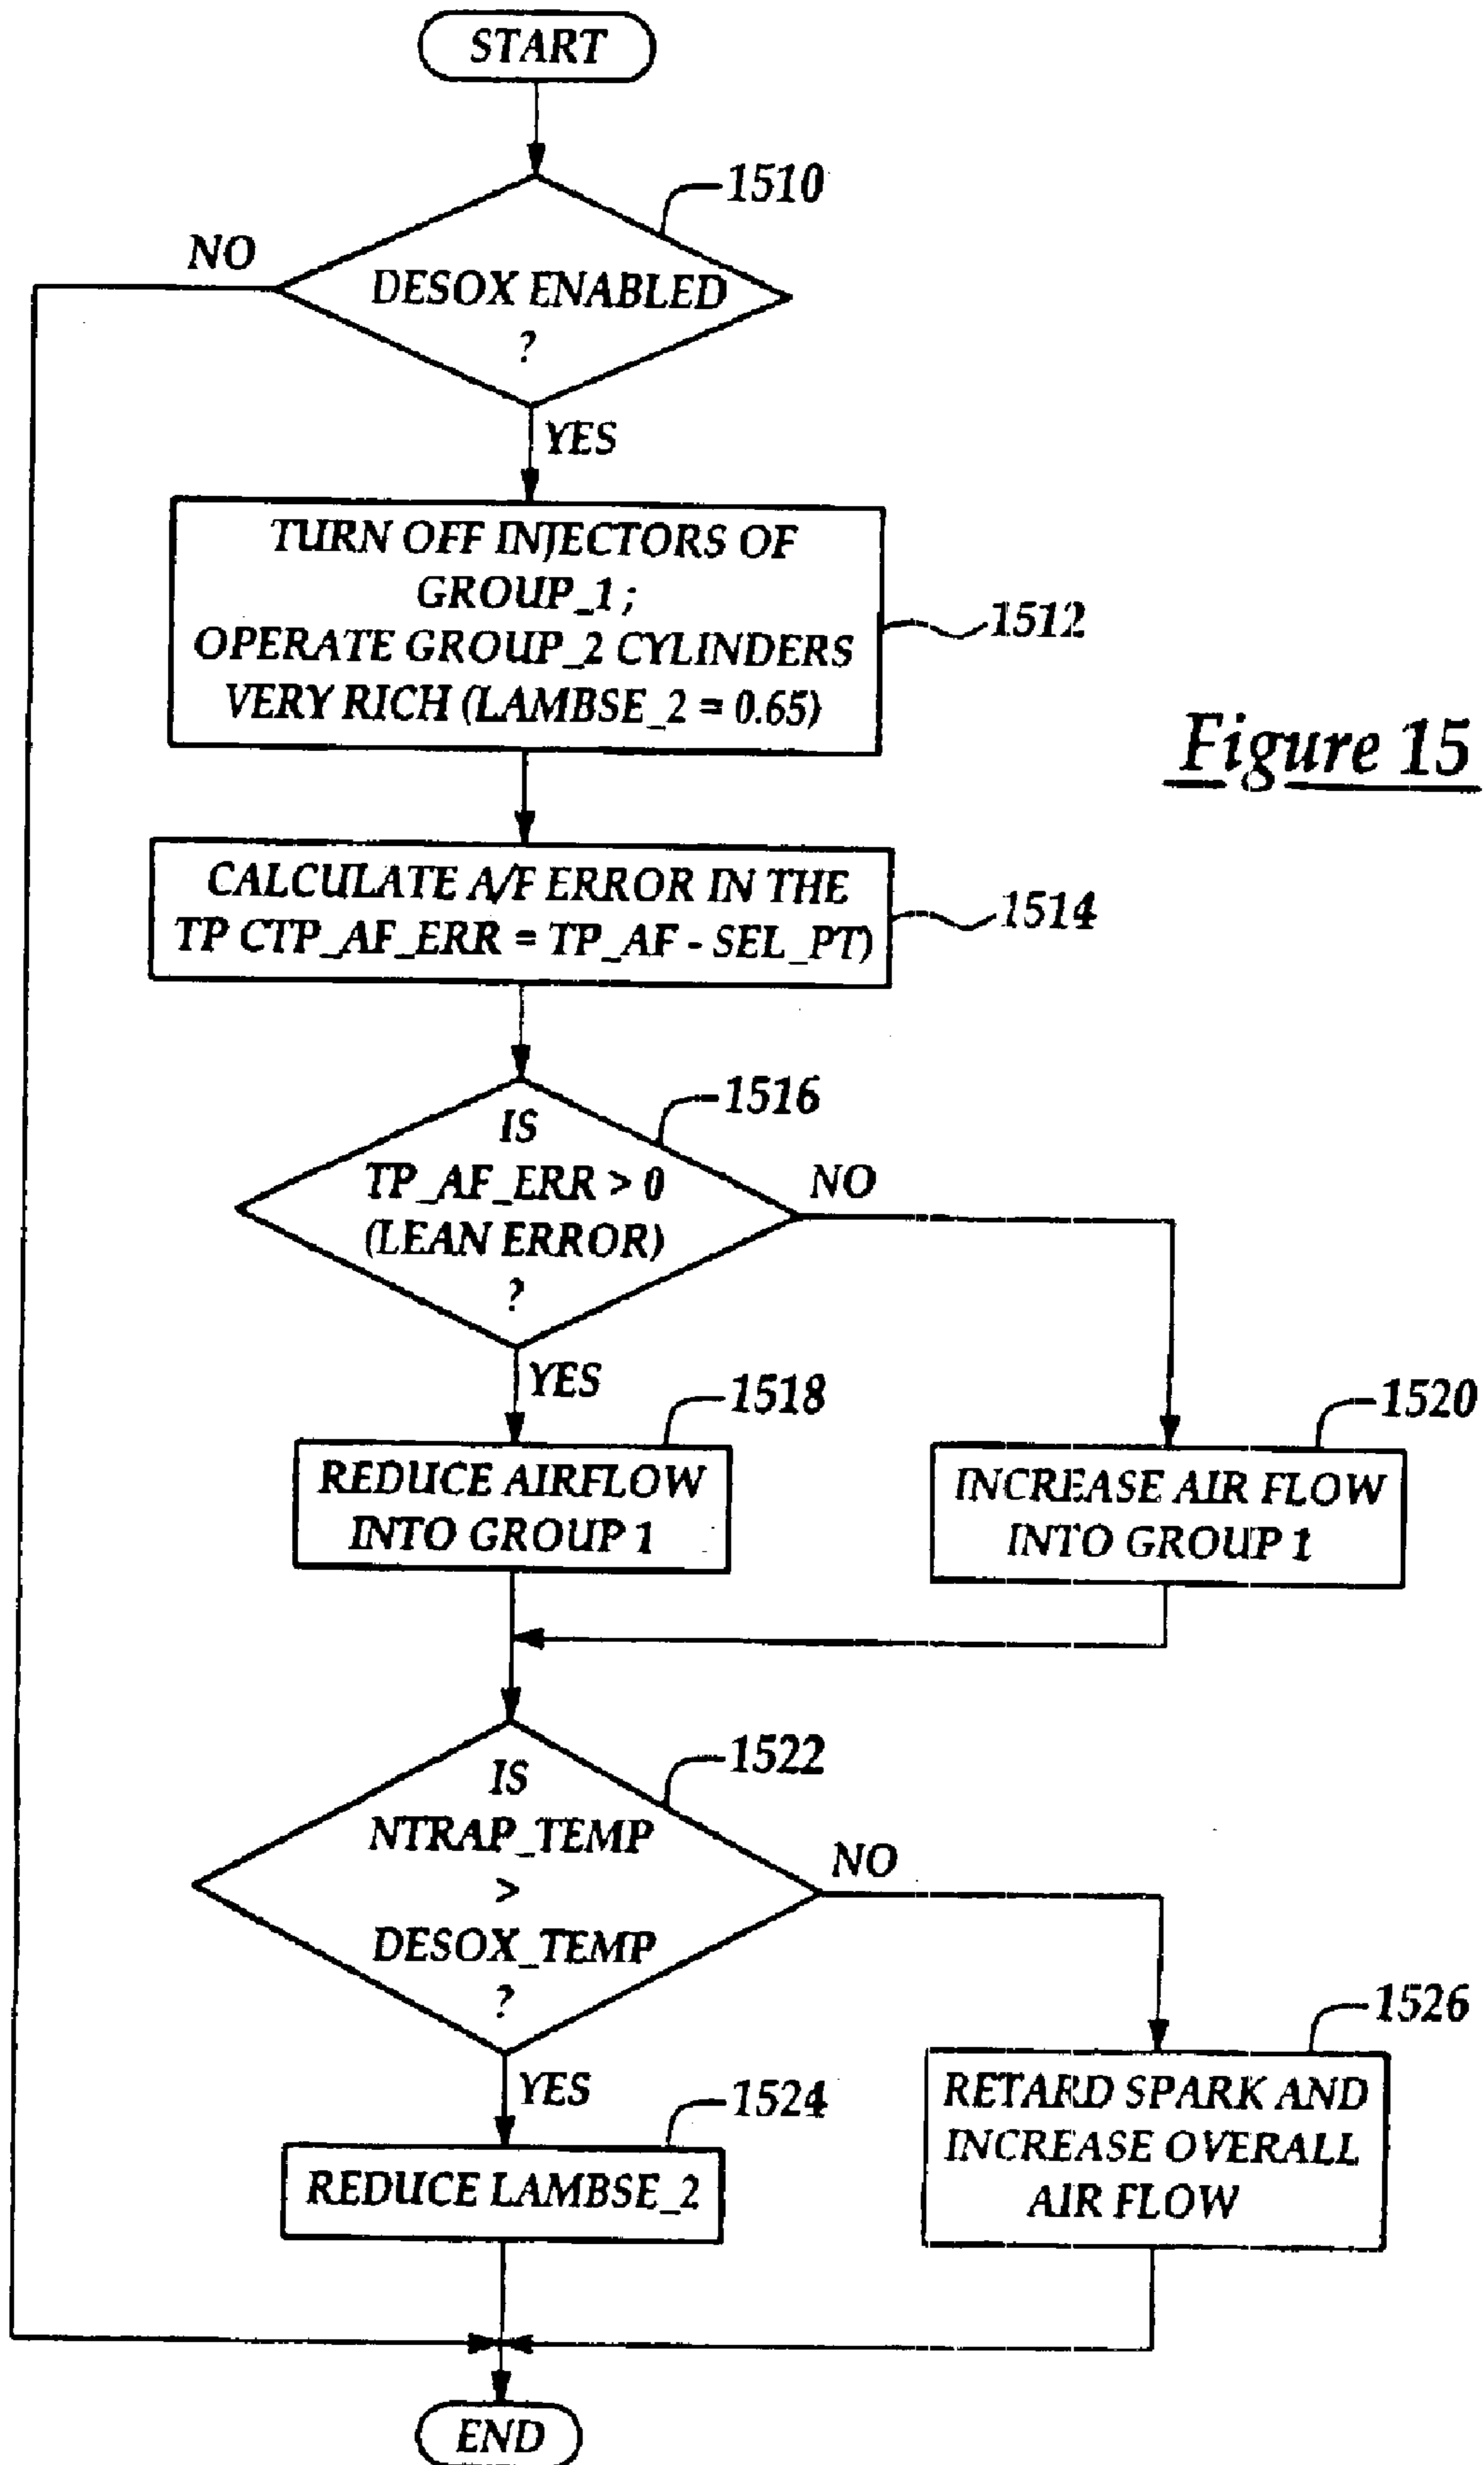 START
1510
NO
DESOX ENABLED
?
YES
TURN OFF INJECTORS OF
GROUP_1 ;
OPERATE GROUP_2 CYLINDERS
VERY RICH (LAMBSE_2 = 0.65)
1512
Figure 15
CALCULATE A/F ERROR IN THE
TP CTP_AF_ERR = TP_AF - SEL_PT)
1514
1516
IS
TP_AF_ERR > 0
(LEAN ERROR)
?
NO
YES
1518
REDUCE AIRFLOW
INTO GROUP 1
1520
INCREASE AIR FLOW
INTO GROUP 1
1522
IS
NTRAP_TEMP
>
DESOX_TEMP
?
NO
YES
1524
REDUCE LAMBSE_2
1526
RETARD SPARK AND
INCREASE OVERALL
AIR FLOW
END